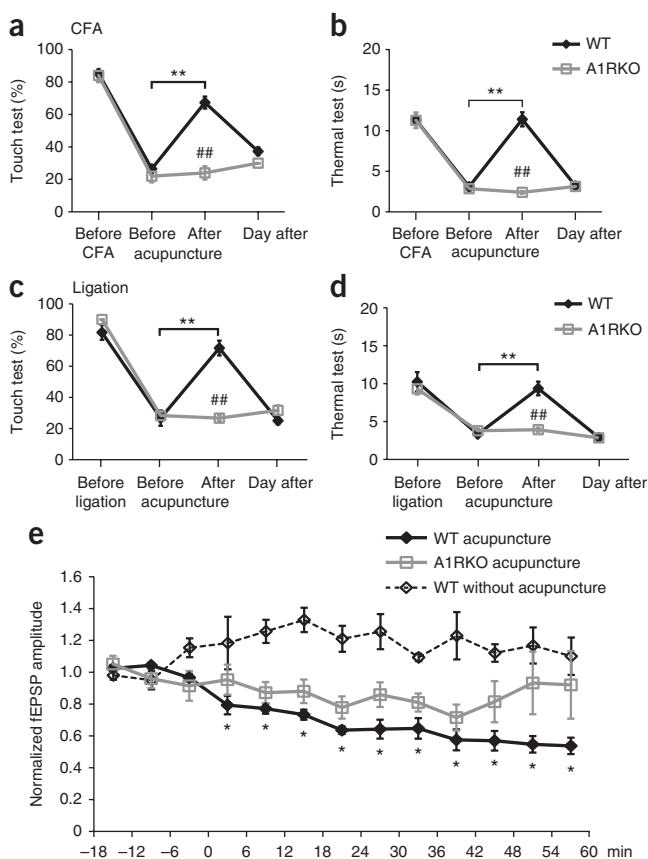 a
CFA
Touch test (%)
100
80
60
40
20
0
**
##
Before CFA
Before acupuncture
After acupuncture
Day after
b
Thermal test (s)
20
15
10
5
0
**
##
WT
A1RKO
Before CFA
Before acupuncture
After
Day after
c
Ligation
Touch test (%)
100
80
60
40
20
0
**
##
Before ligation
Before acupuncture
After
Day after
d
Thermal test (s)
20
15
10
5
0
**
##
WT
A1RKO
Before ligation
Before acupuncture
After
Day after
e
WT acupuncture
A1RKO acupuncture
WT without acupuncture
Normalized fEPSP amplitude
1.6
1.4
1.2
1.0
0.8
0.6
0.4
0.2
0
* * * * * * * * * *
–18 –12 –6 0 6 12 18 24 30 36 42 48 54 60 min